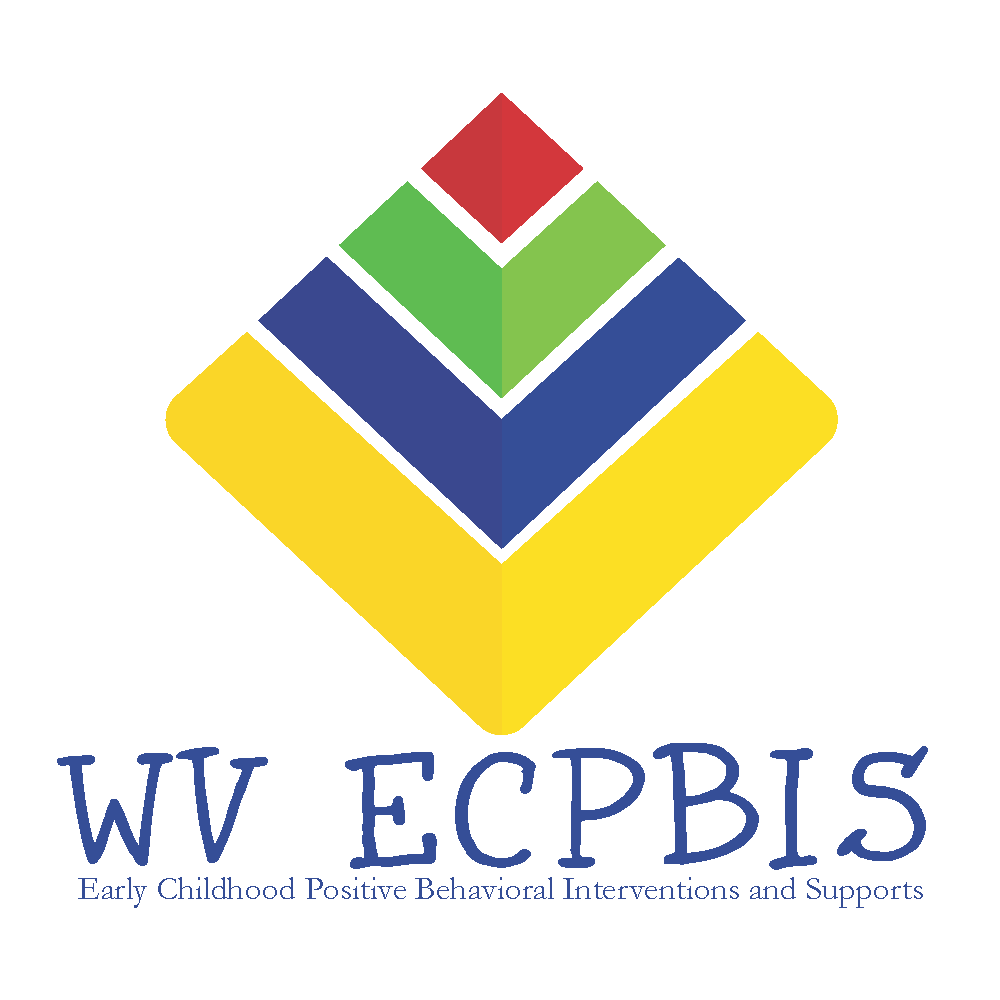 WV ECPBIS
Early Childhood Positive Behavioral Interventions and Supports